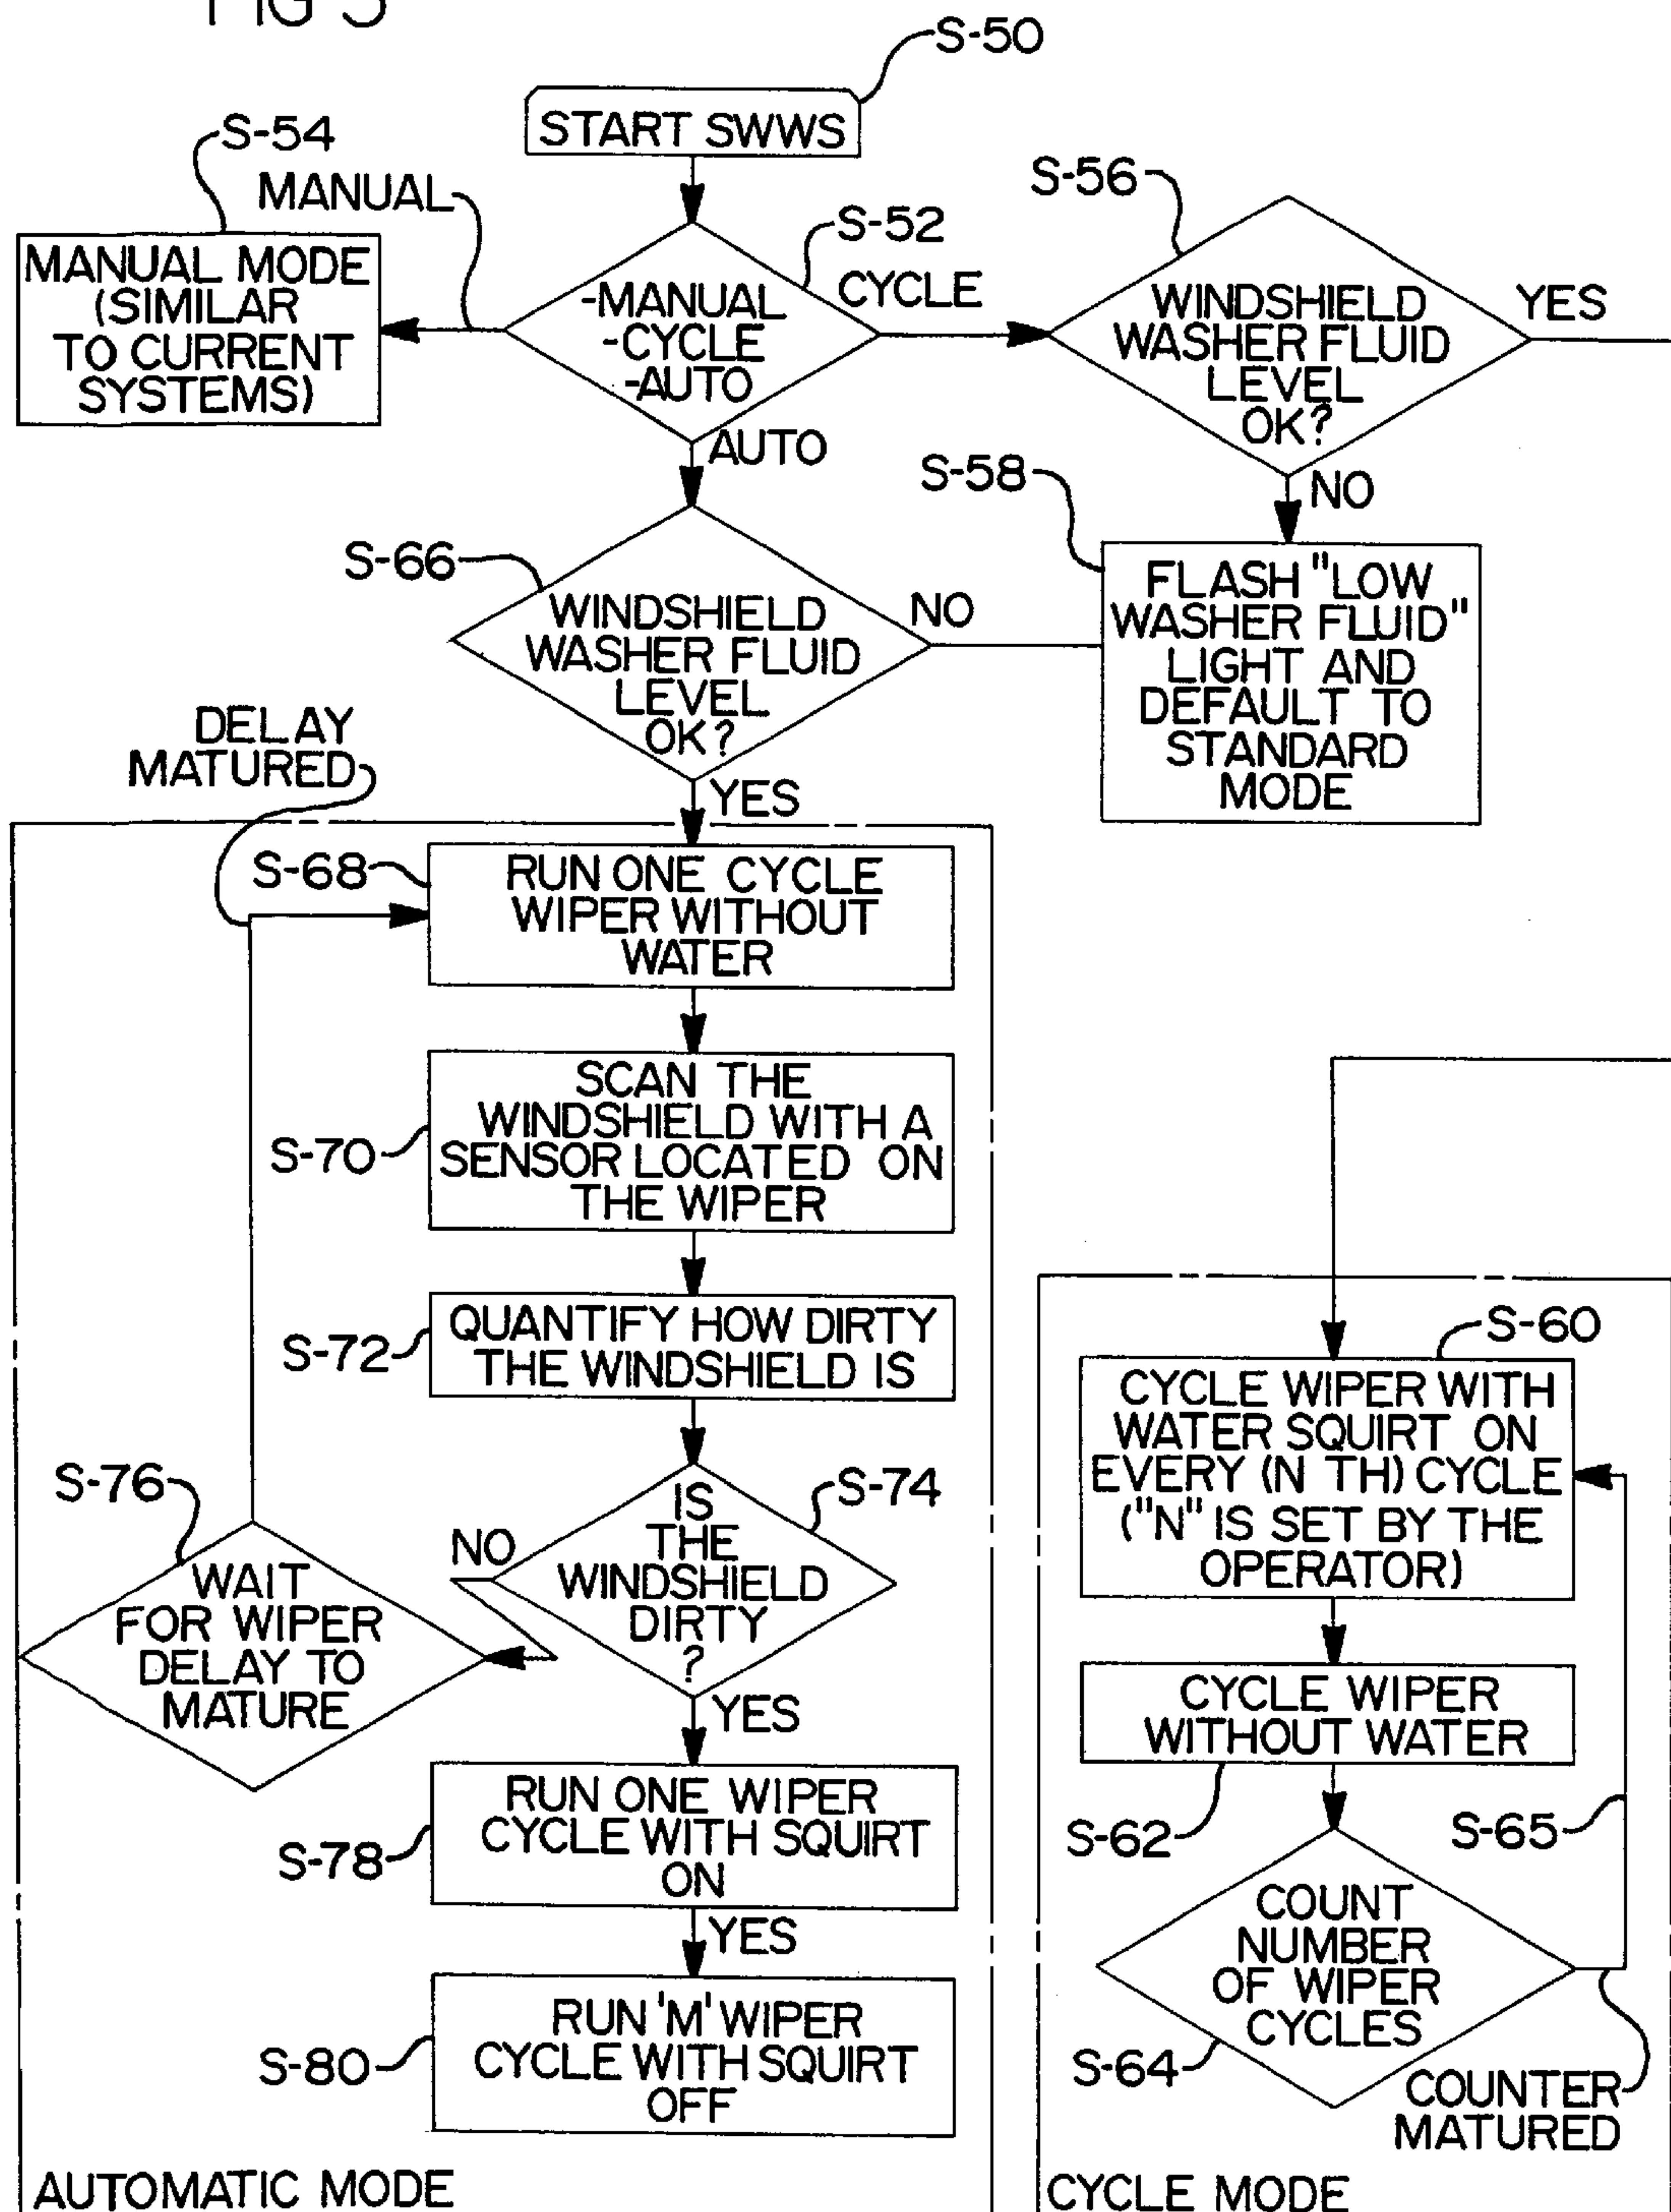 FIG 5
S-50
START SWWS
S-54
MANUAL
S-52
CYCLE
S-56
YES
MANUAL MODE
(SIMILAR
TO CURRENT
SYSTEMS)
-MANUAL
-CYCLE
-AUTO
WINDSHIELD
WASHER FLUID
LEVEL
OK?
AUTO
S-58
NO
S-66
WINDSHIELD
WASHER FLUID
LEVEL
OK?
NO
FLASH "LOW
WASHER FLUID"
LIGHT AND
DEFAULT TO
STANDARD
MODE
DELAY
MATURED
YES
S-68
RUN ONE CYCLE
WIPER WITHOUT
WATER
S-70
SCAN THE
WINDSHIELD WITH A
SENSOR LOCATED ON
THE WIPER
S-72
QUANTIFY HOW DIRTY
THE WINDSHIELD IS
S-76
NO
S-74
IS
THE
WINDSHIELD
DIRTY
?
WAIT
FOR WIPER
DELAY TO
MATURE
YES
S-78
RUN ONE WIPER
CYCLE WITH SQUIRT
ON
YES
S-80
RUN 'M' WIPER
CYCLE WITH SQUIRT
OFF
AUTOMATIC MODE
S-60
CYCLE WIPER WITH
WATER SQUIRT ON
EVERY (N TH) CYCLE
("N" IS SET BY THE
OPERATOR)
CYCLE WIPER
WITHOUT WATER
S-62
S-65
COUNT
NUMBER
OF WIPER
CYCLES
S-64
COUNTER
MATURED
CYCLE MODE